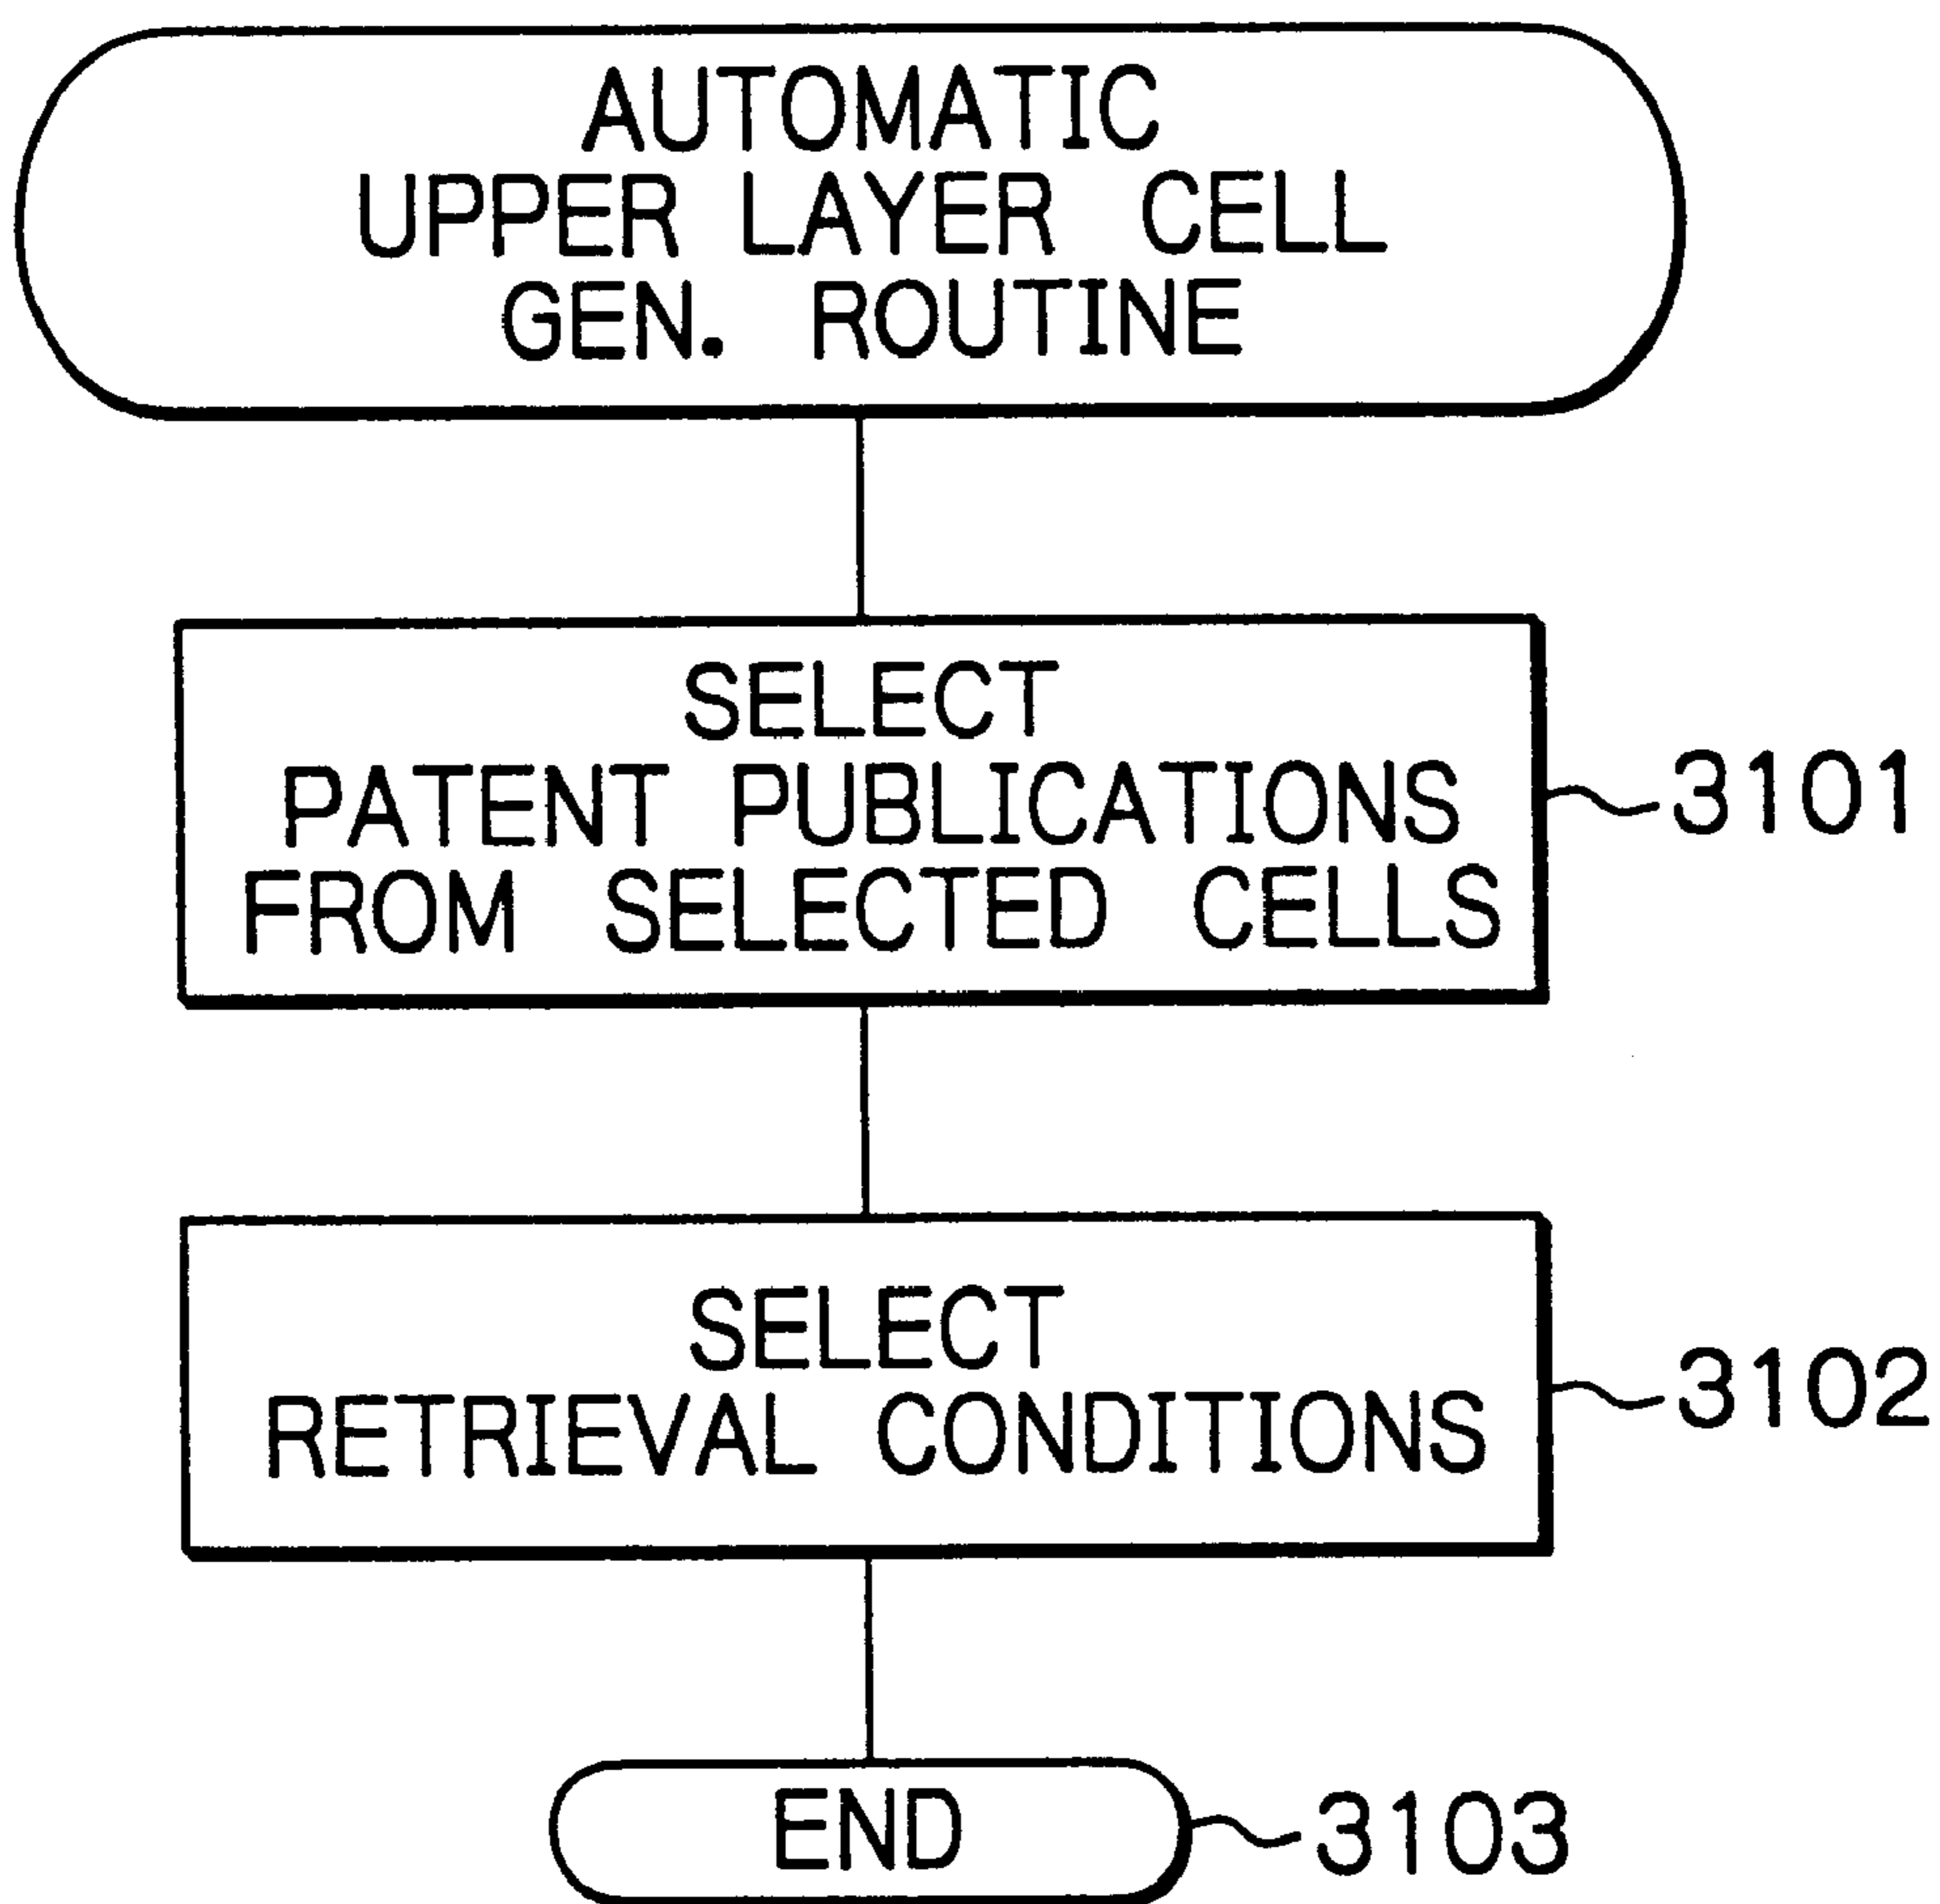 AUTOMATIC
UPPER LAYER CELL
GEN. ROUTINE
SELECT
PATENT PUBLICATIONS
FROM SELECTED CELLS
3101
SELECT
RETRIEVAL CONDITIONS
3102
END
3103